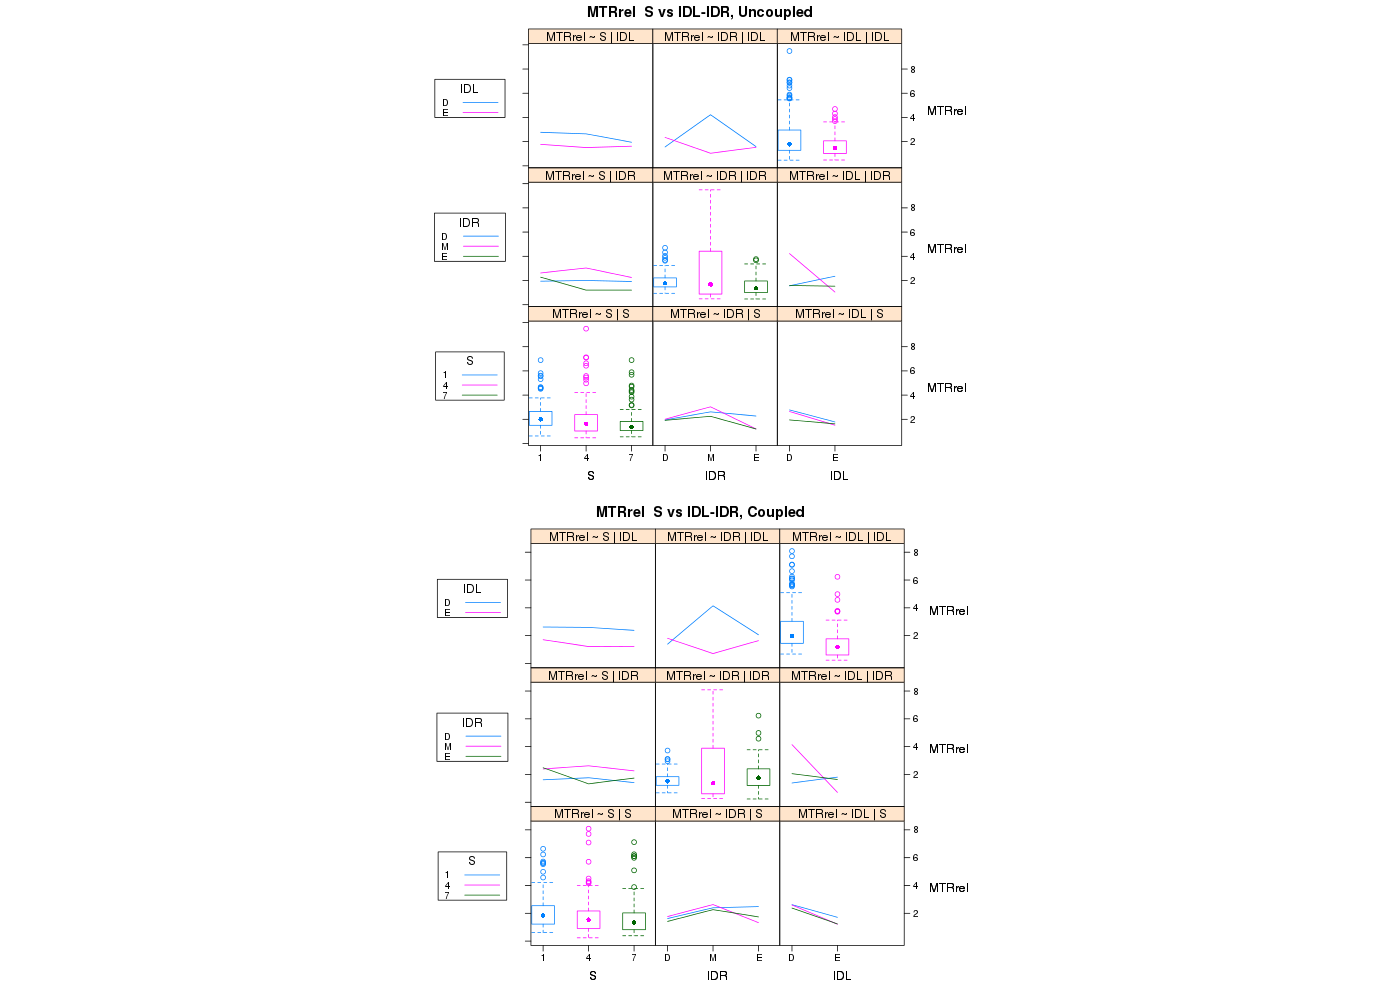 MTRrel S vs IDL-IDR, Uncoupled
MTRrel ~ S | IDL MTRrel ~ IDR | IDL MTRrel ~ IDL | IDL
IDL
D
E
8
6
4
2
MTRrel
MTRrel ~ S | IDR MTRrel ~ IDR | IDR MTRrel ~ IDL | IDR
IDR
D
M
E
8
6
4
2
MTRrel
MTRrel ~ S | S MTRrel ~ IDR | S MTRrel ~ IDL | S
S
1
4
7
8
6
4
2
MTRrel
1 4 7 D M E D E
S IDR IDL
MTRrel S vs IDL-IDR, Coupled
MTRrel ~ S | IDL MTRrel ~ IDR | IDL MTRrel ~ IDL | IDL
IDL
D
E
8
6
4
2
MTRrel
MTRrel ~ S | IDR MTRrel ~ IDR | IDR MTRrel ~ IDL | IDR
IDR
D
M
E
8
6
4
2
MTRrel
MTRrel ~ S | S MTRrel ~ IDR | S MTRrel ~ IDL | S
S
1
4
7
8
6
4
2
MTRrel
1 4 7 D M E D E
S IDR IDL